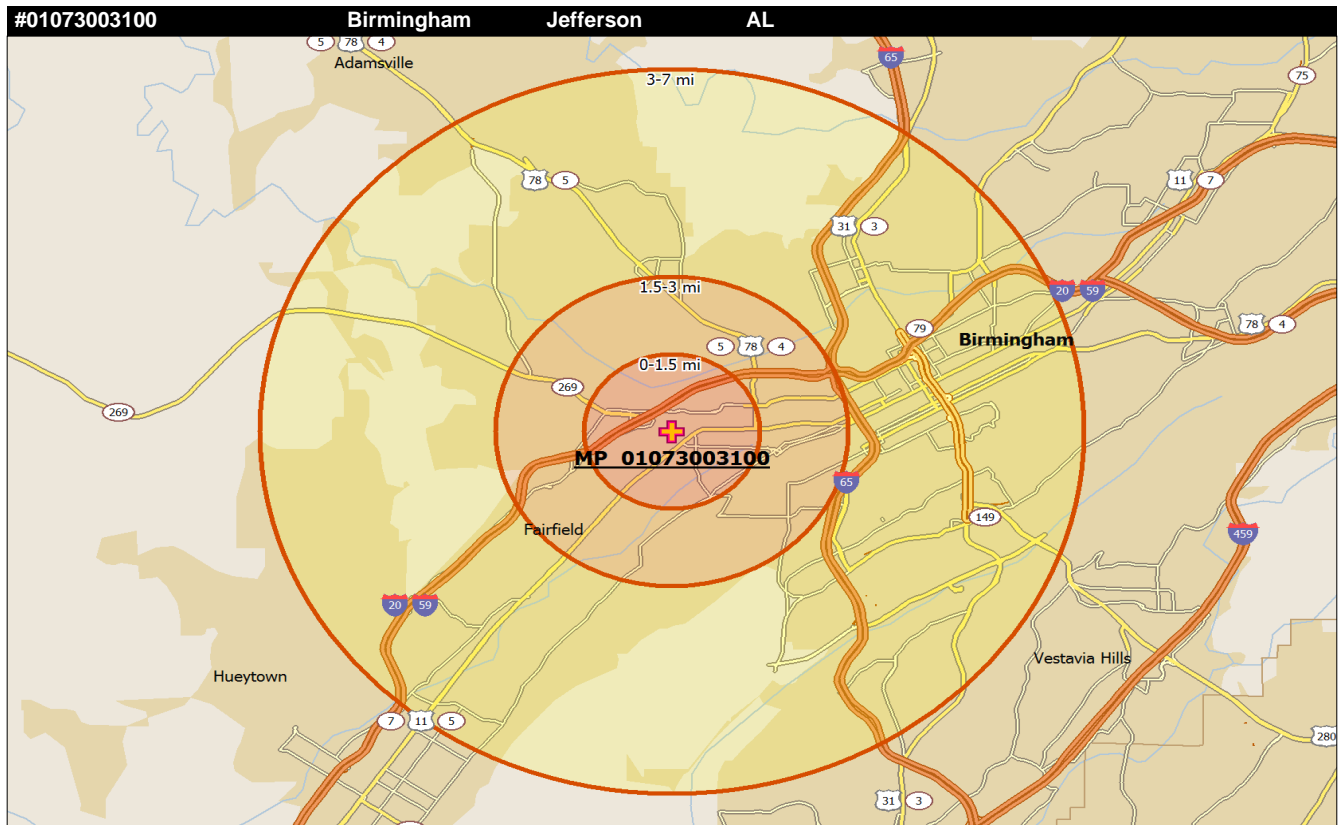 #01073003100 Birmingham Jefferson AL
5 78 4
Adamsville
65
75
3-7 mi
78 5
11 7
31 3
1.5-3 mi
20 59
79
78 4
5 78 4
Birmingham
0-1.5 mi
269
269
MP 01073003100
65
149
Fairfield
459
20 59
Vestavia Hills
Hueytown
7 11 5
280
31 3